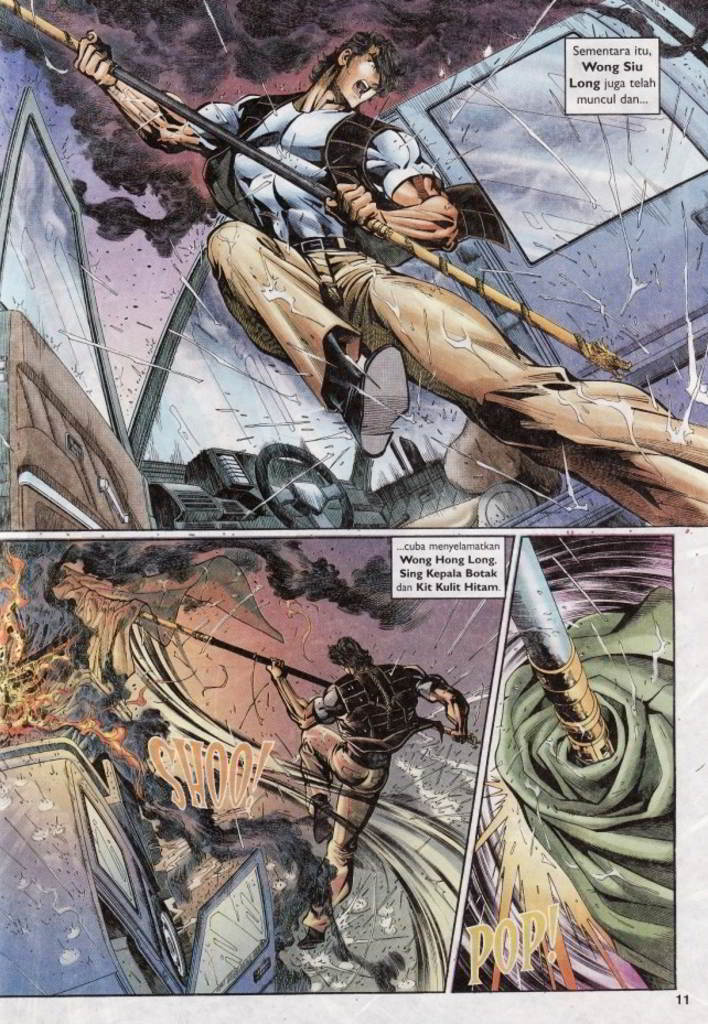 Sementara itu,
Wong Siu
Long juga telah
muncul dan...
...cuba menyelamatkan
Wong Hong Long,
Sing Kepala Botak
dan Kit Kulit Hitam.
SHOO!
POP!
11